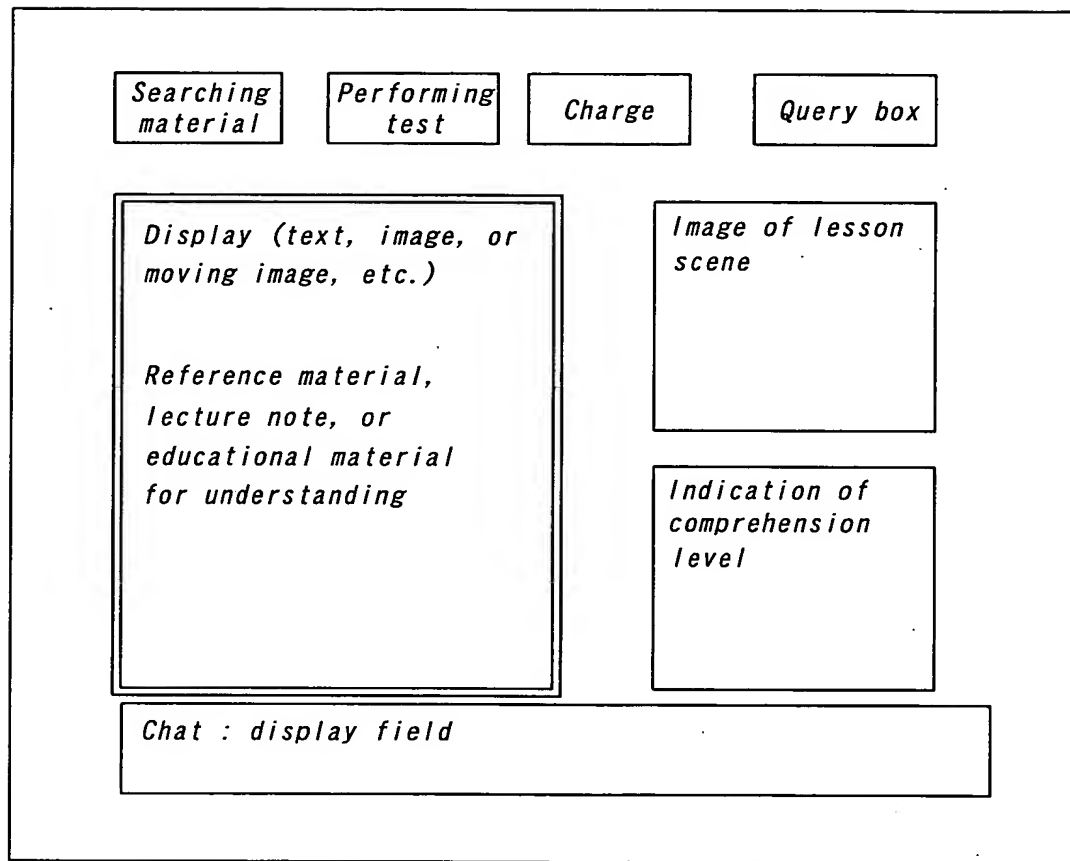 Searching
material
Performing
test
Charge
Query box
Display (text, image, or
moving image, etc.)
Reference material,
lecture note, or
educational material
for understanding
Image of lesson
scene
Indication of
comprehension
level
Chat : display field